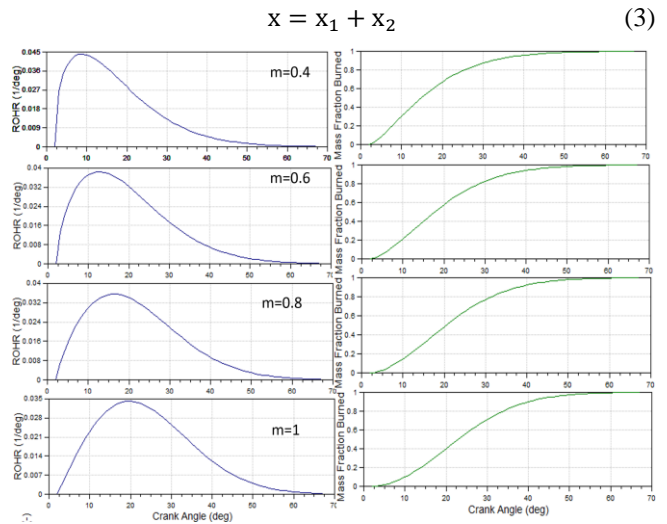 x = x₁ + x₂ (3)
ROHR (1/deg)
0.045
0.036
0.027
0.018
0.009
0
m=0.4
0 10 20 30 40 50 60 70
Mass Fraction Burned
1
0.8
0.6
0.4
0.2
0
0 10 20 30 40 50 60 70
ROHR (1/deg)
0.04
0.032
0.024
0.016
0.008
0
m=0.6
0 10 20 30 40 50 60 70
Mass Fraction Burned
1
0.8
0.6
0.4
0.2
0
0 10 20 30 40 50 60 70
ROHR (1/deg)
0.04
0.032
0.024
0.016
0.008
0
m=0.8
0 10 20 30 40 50 60 70
Mass Fraction Burned
1
0.8
0.6
0.4
0.2
0
0 10 20 30 40 50 60 70
ROHR (1/deg)
0.035
0.028
0.021
0.014
0.007
0
m=1
0 10 20 30 40 50 60 70
Crank Angle (deg)
Mass Fraction Burned
1
0.8
0.6
0.4
0.2
0
0 10 20 30 40 50 60 70
Crank Angle (deg)